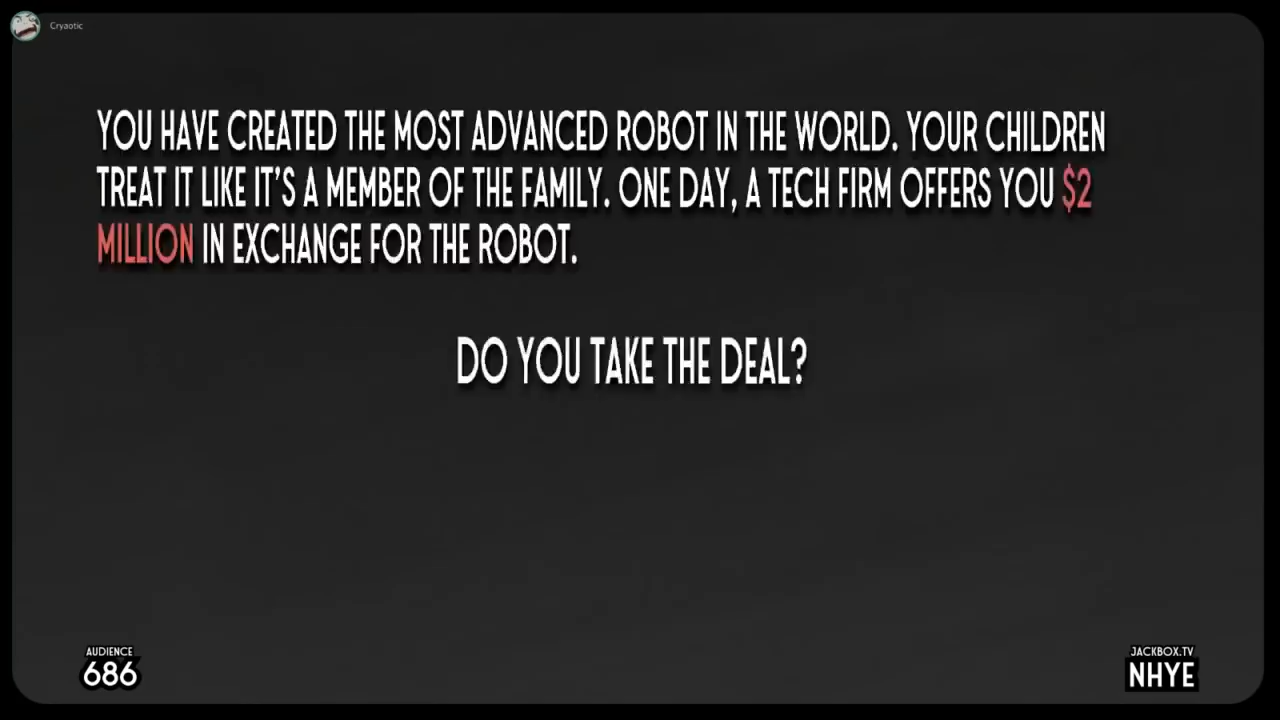 Cryaotic
YOU HAVE CREATED THE MOST ADVANCED ROBOT IN THE WORLD. YOUR CHILDREN
TREAT IT LIKE IT'S A MEMBER OF THE FAMILY. ONE DAY, A TECH FIRM OFFERS YOU $2
MILLION IN EXCHANGE FOR THE ROBOT.
DO YOU TAKE THE DEAL?
AUDIENCE
686
JACKBOX.TV
NHYE